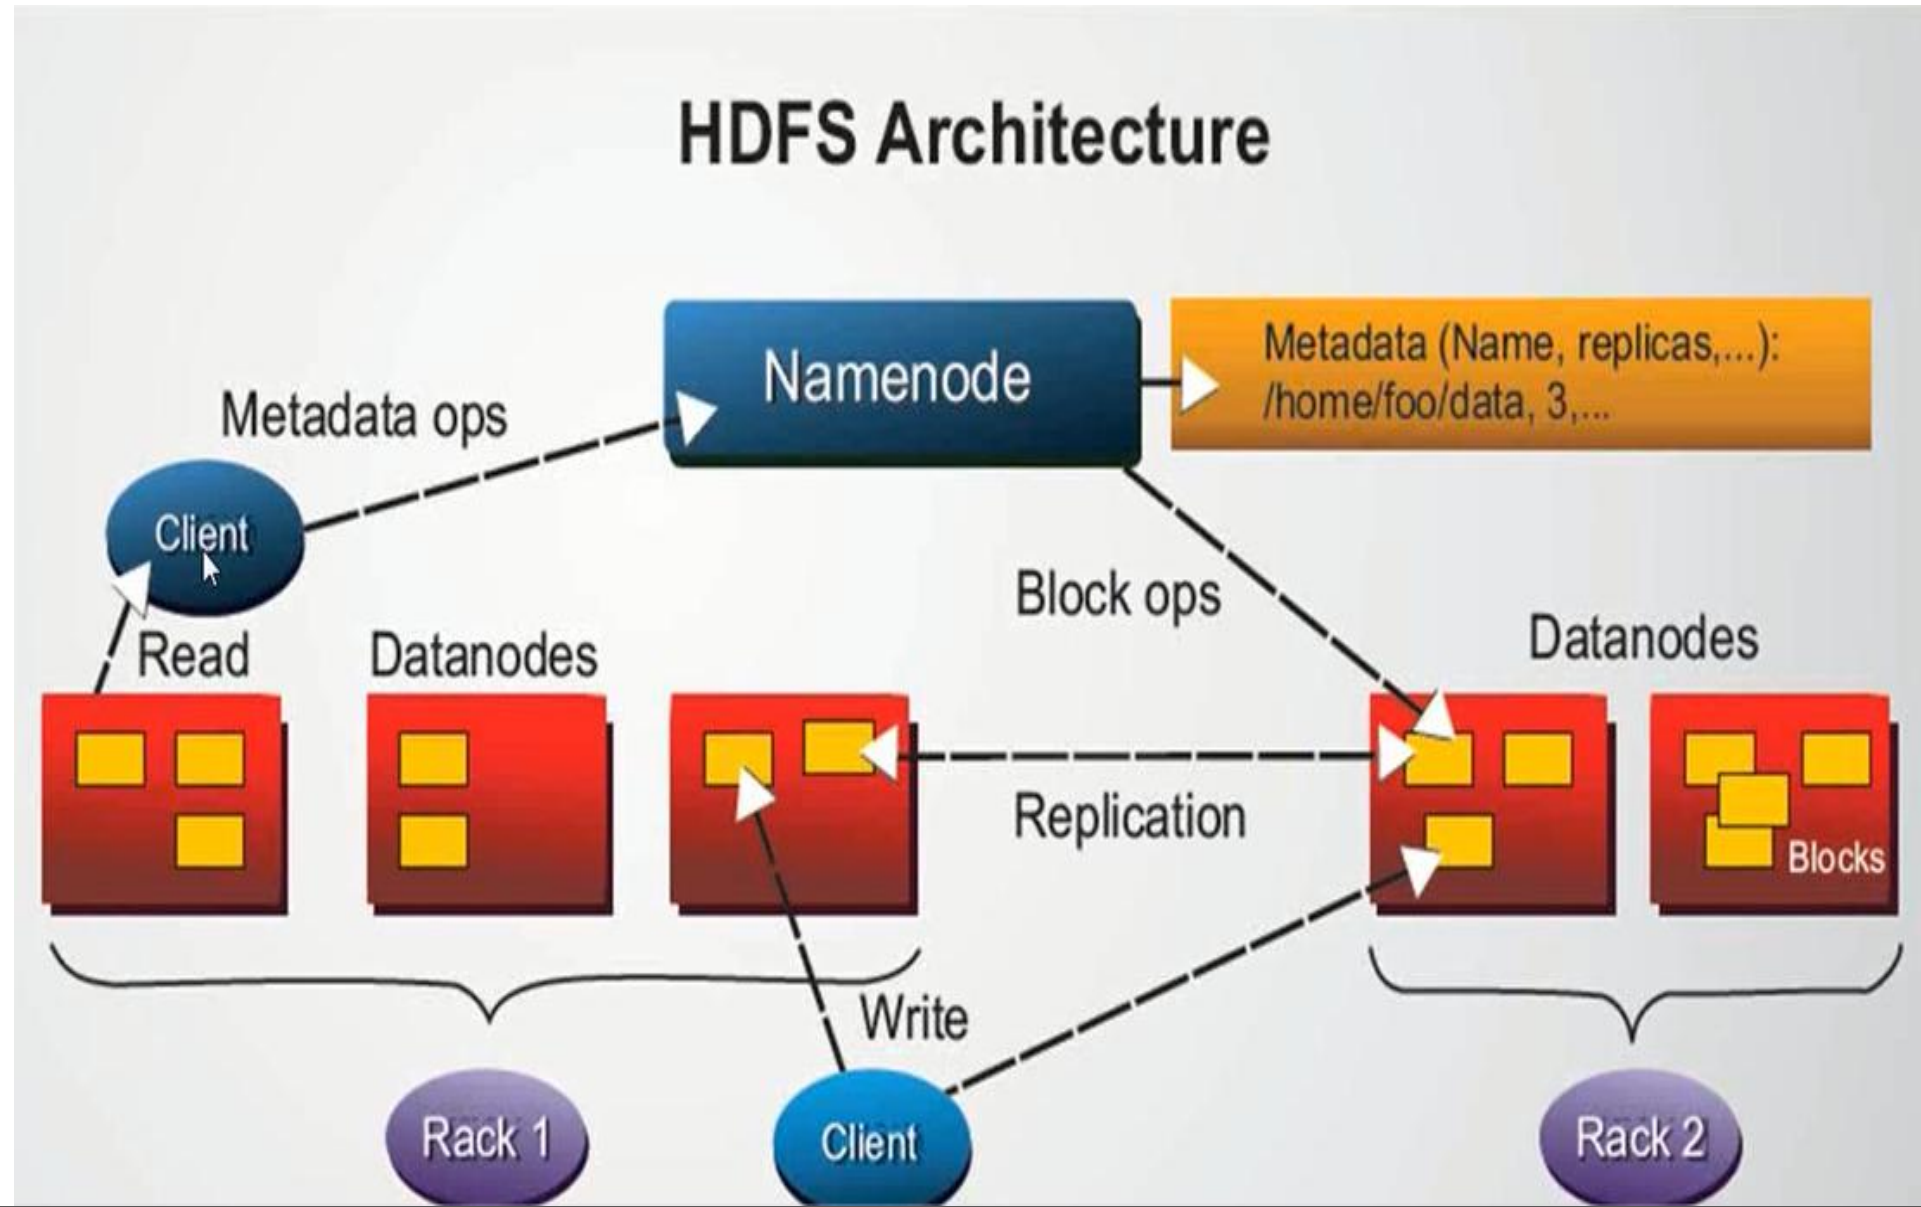 HDFS Architecture
Namenode
Metadata (Name, replicas,...):
/home/foo/data, 3,...
Metadata ops
Client
Block ops
Read
Datanodes
Datanodes
Replication
Blocks
Write
Rack 1
Client
Rack 2